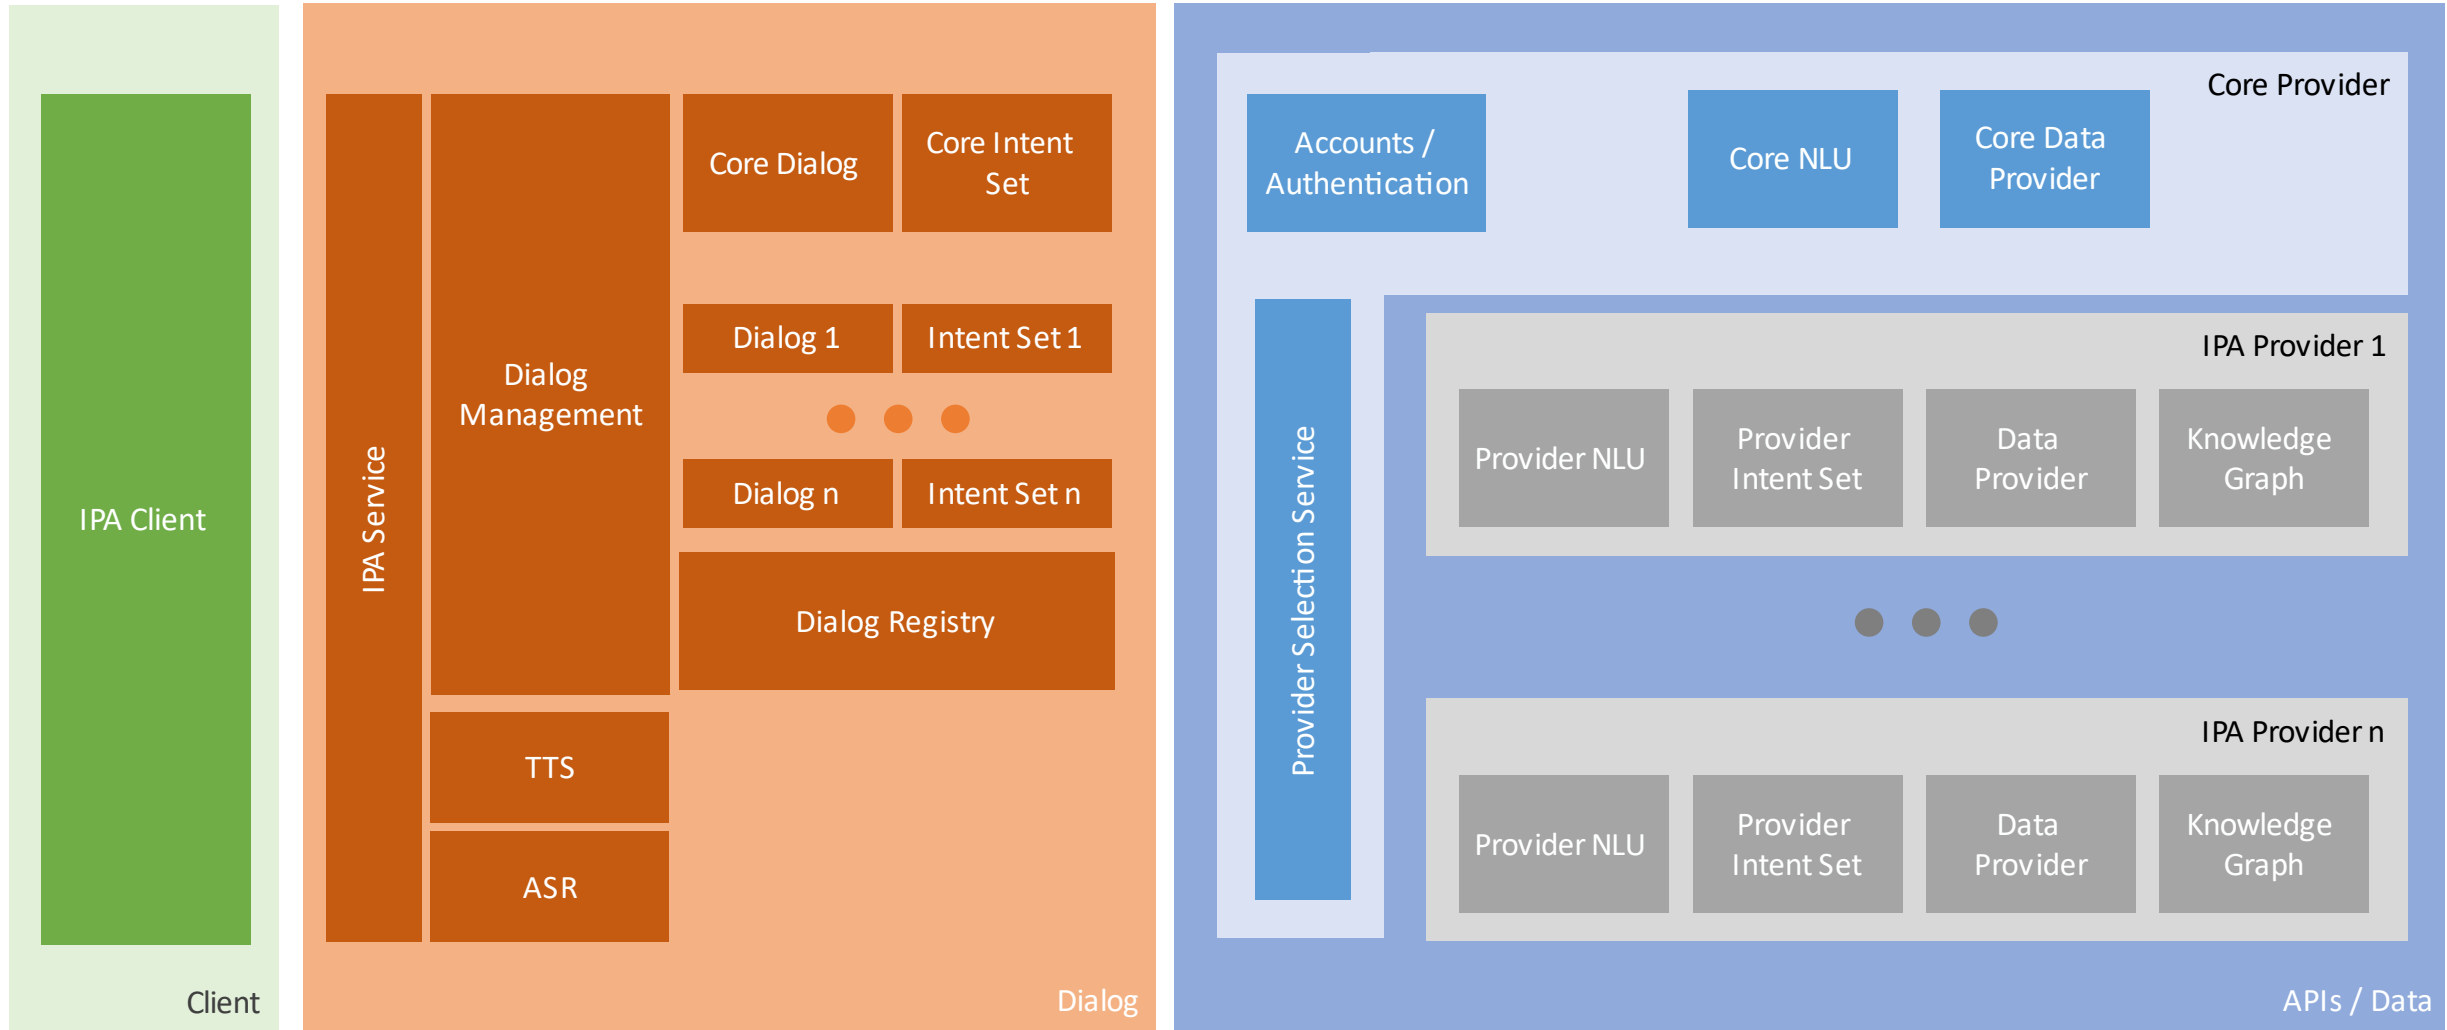 IPA Client
Client
IPA Service
Dialog
Management
TTS
ASR
Core Dialog
Core Intent
Set
Dialog 1
Intent Set 1
Dialog n
Intent Set n
Dialog Registry
Dialog
Core Provider
Accounts /
Authentication
Core NLU
Core Data
Provider
Provider Selection Service
IPA Provider 1
Provider NLU
Provider
Intent Set
Data
Provider
Knowledge
Graph
IPA Provider n
Provider NLU
Provider
Intent Set
Data
Provider
Knowledge
Graph
APIs / Data